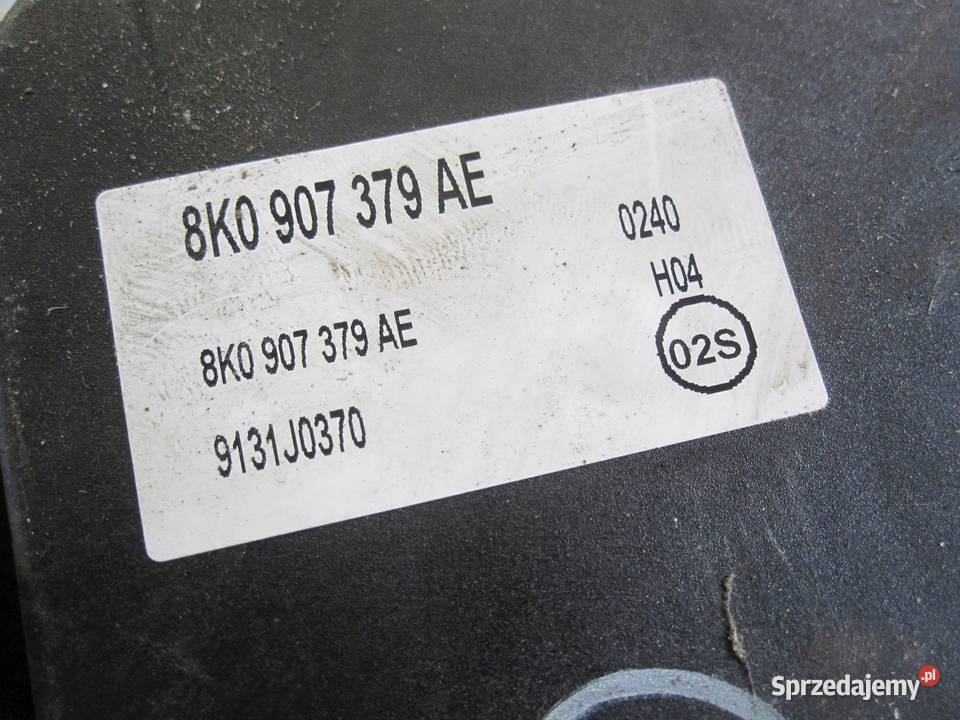 8K0 907 379 AE
0240
H04
8K0 907 379 AE
02S
9131J0370
Sprzedajemy.pl